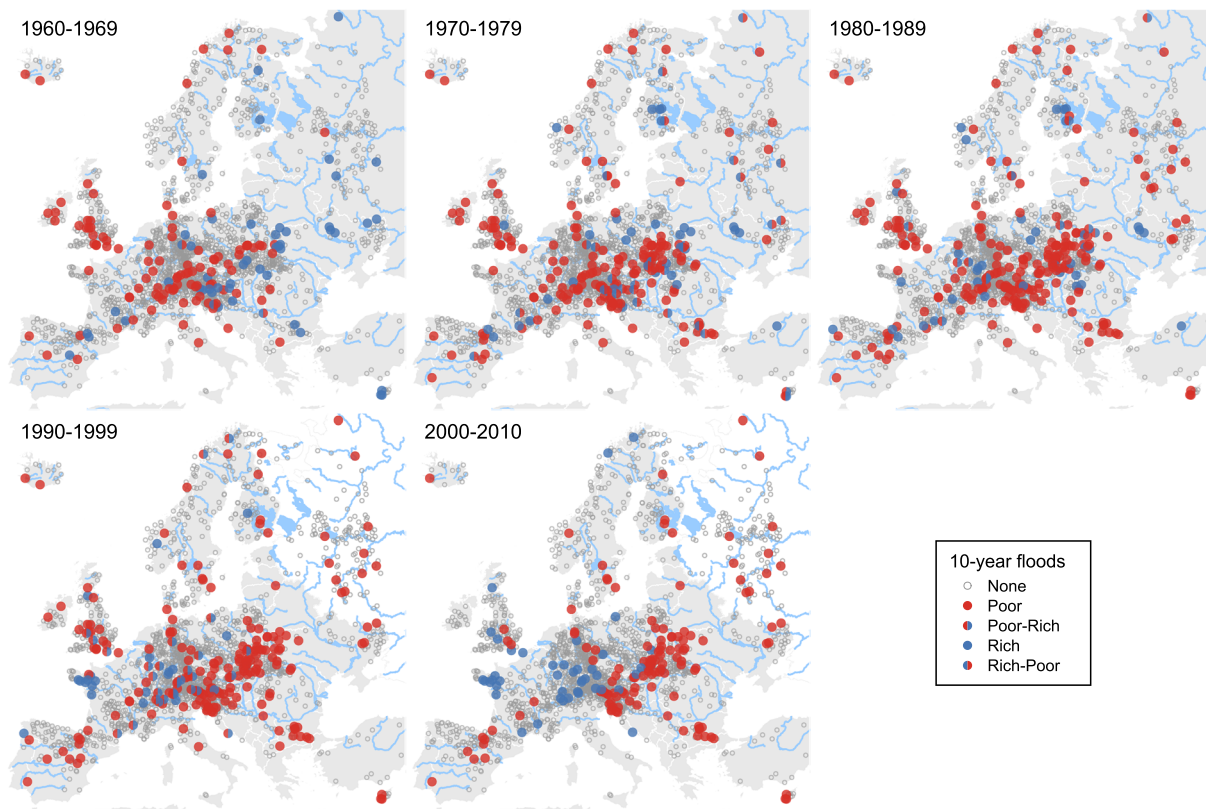 1960-1969
1970-1979
1980-1989
1990-1999
2000-2010
10-year floods
None
Poor
Poor-Rich
Rich
Rich-Poor